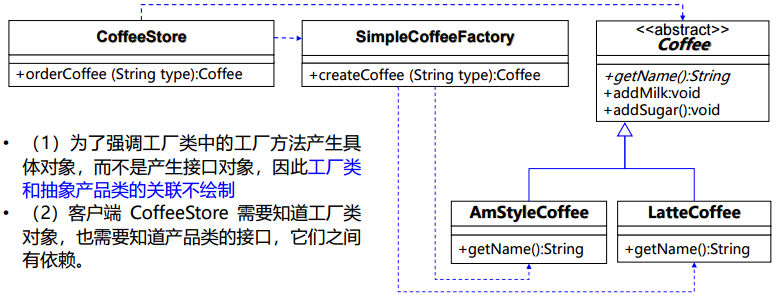 CoffeeStore
+orderCoffee (String type):Coffee
SimpleCoffeeFactory
+createCoffee (String type):Coffee
<<abstract>>
Coffee
+getName():String
+addMilk:void
+addSugar():void
• （1）为了强调工厂类中的工厂方法产生具
体对象，而不是产生接口对象，因此工厂类
和抽象产品类的关联不绘制
• （2）客户端 CoffeeStore 需要知道工厂类
对象，也需要知道产品类的接口，它们之间
有依赖。
AmStyleCoffee
+getName():String
LatteCoffee
+getName():String